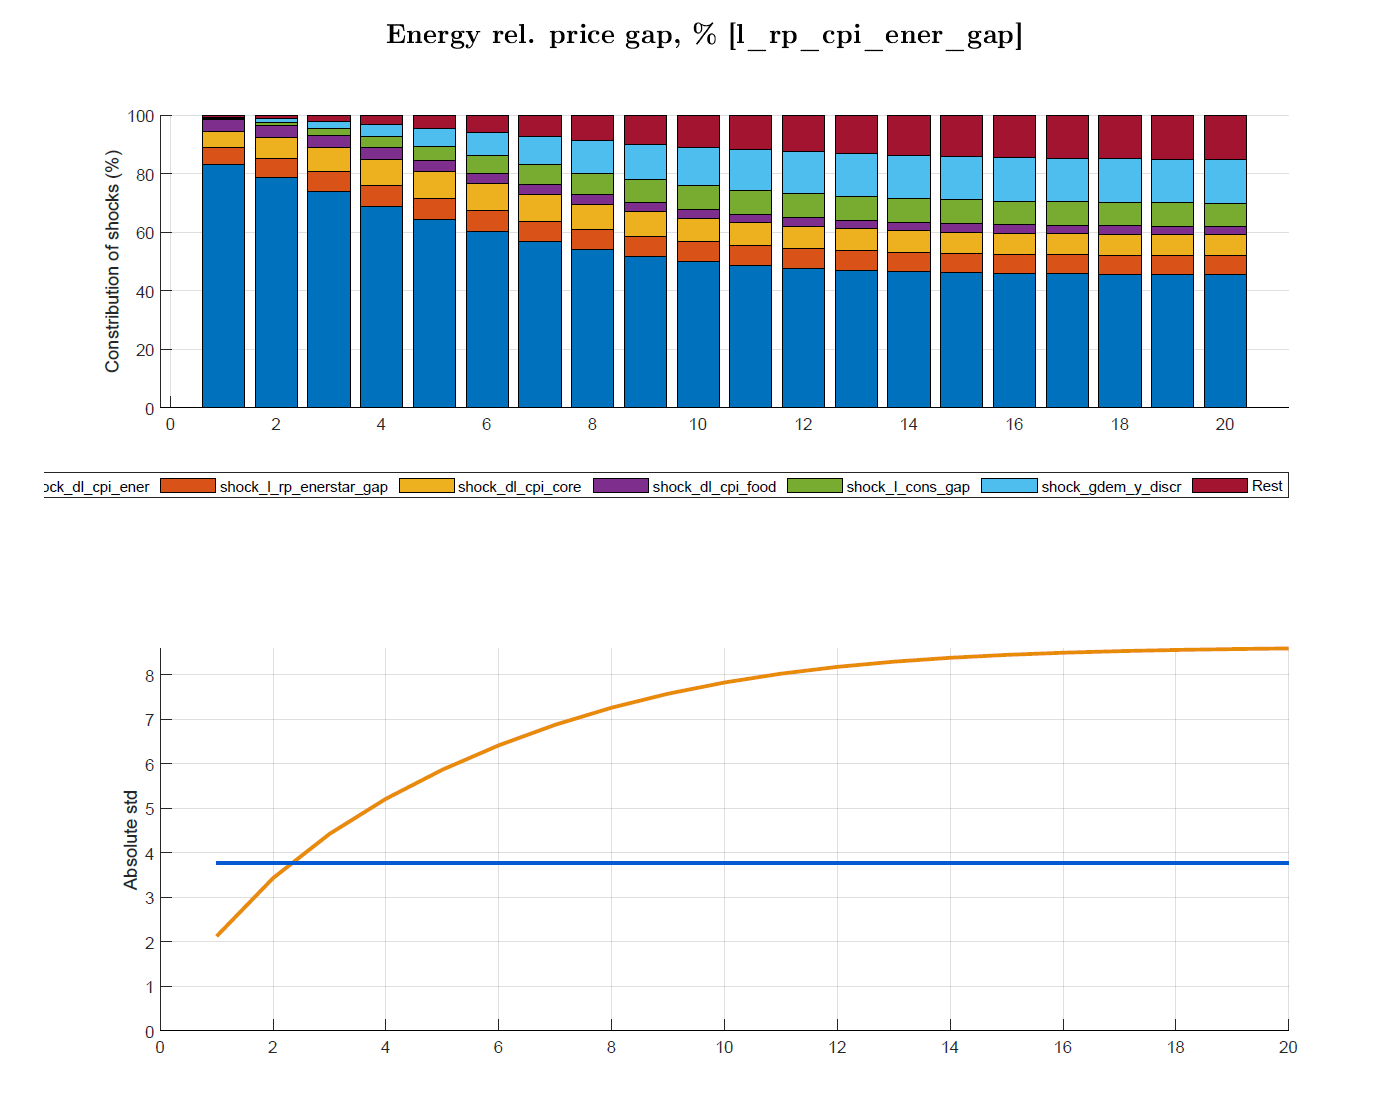 Energy rel. price gap, % [l_rp_cpi_ener_gap]
Constribution of shocks (%)
100
80
60
40
20
0
0 2 4 6 8 10 12 14 16 18 20
ock_dl_cpi_ener shock_l_rp_enerstar_gap shock_dl_cpi_core shock_dl_cpi_food shock_l_cons_gap shock_gdem_y_discr Rest
Absolute std
8
7
6
5
4
3
2
1
0
0 2 4 6 8 10 12 14 16 18 20